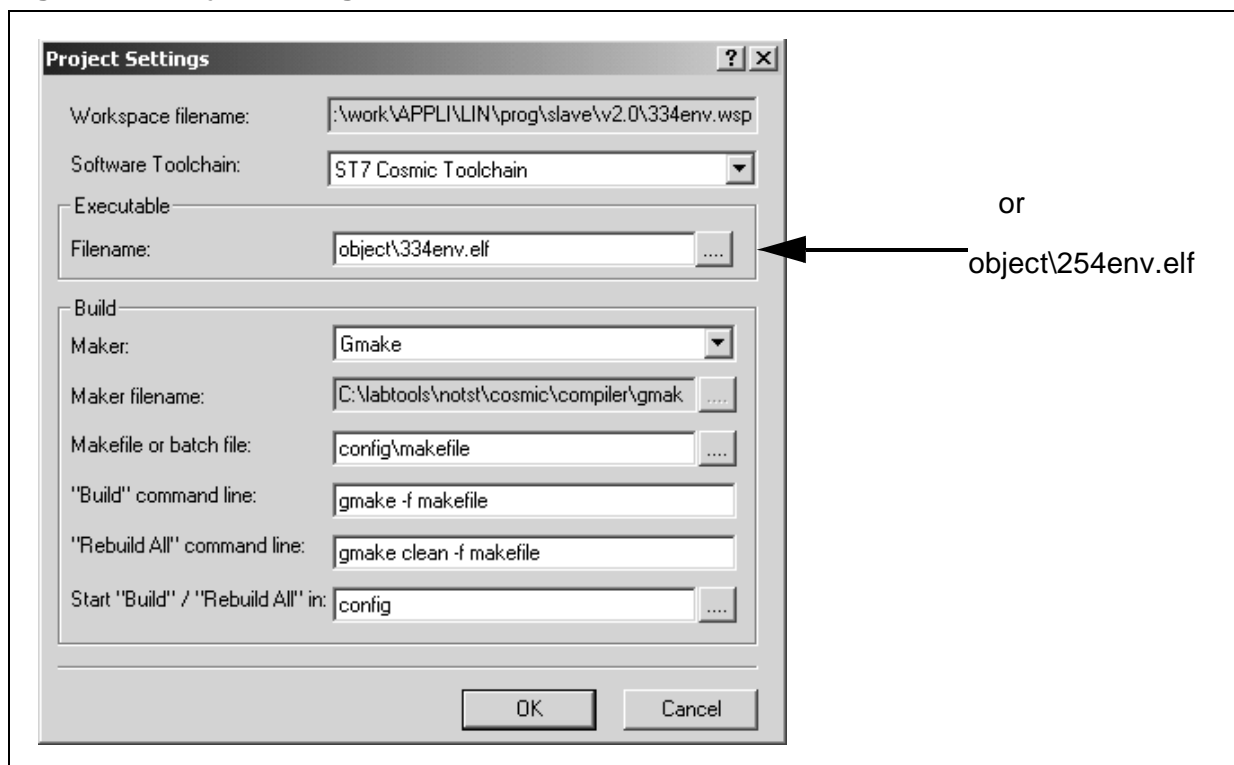 Project Settings
Workspace filename: :\work\APPLI\LIN\prog\slave\v2.0\334env.wsp
Software Toolchain: ST7 Cosmic Toolchain
Executable
Filename: object\334env.elf ....
or
object\254env.elf
Build
Maker: Gmake
Maker filename: C:\labtools\notst\cosmic\compiler\gmak ....
Makefile or batch file: config\makefile ....
"Build" command line: gmake -f makefile
"Rebuild All" command line: gmake clean -f makefile
Start "Build" / "Rebuild All" in: config ....
OK Cancel